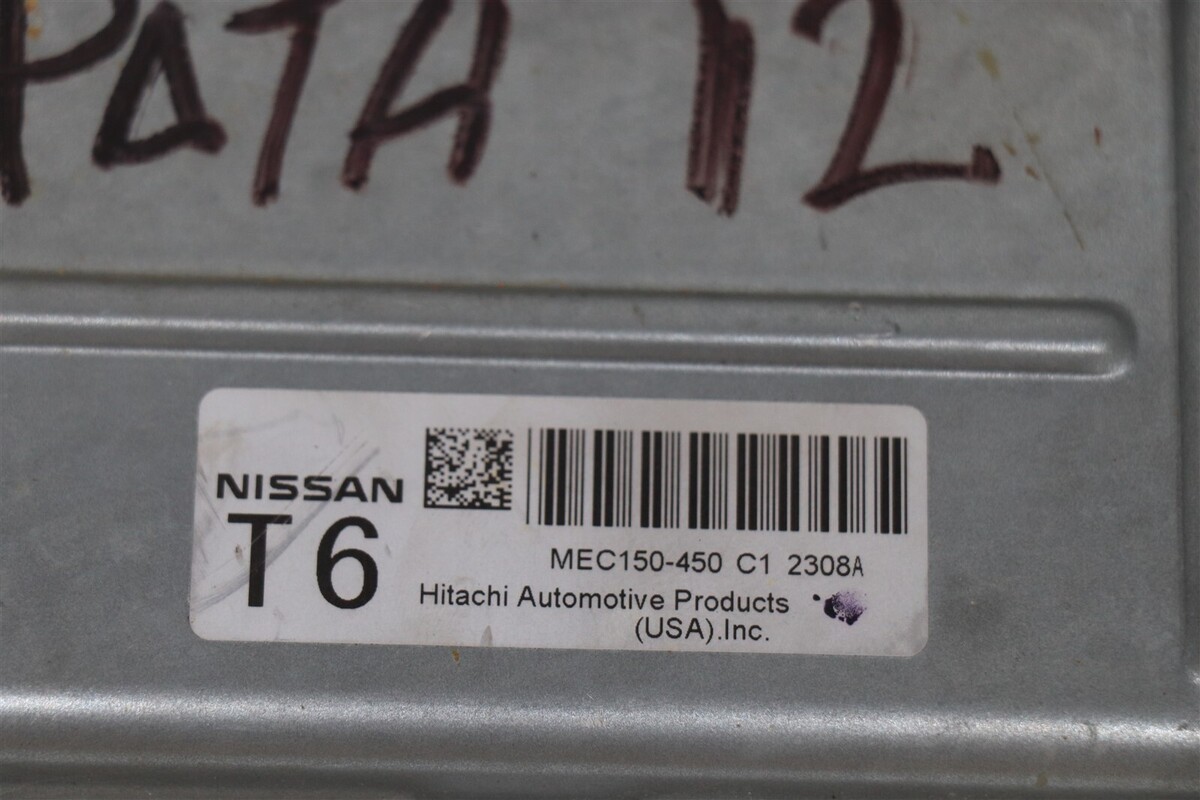 PATA 12
NISSAN
T6
MEC150-450 C1 2308A
Hitachi Automotive Products
(USA).Inc.